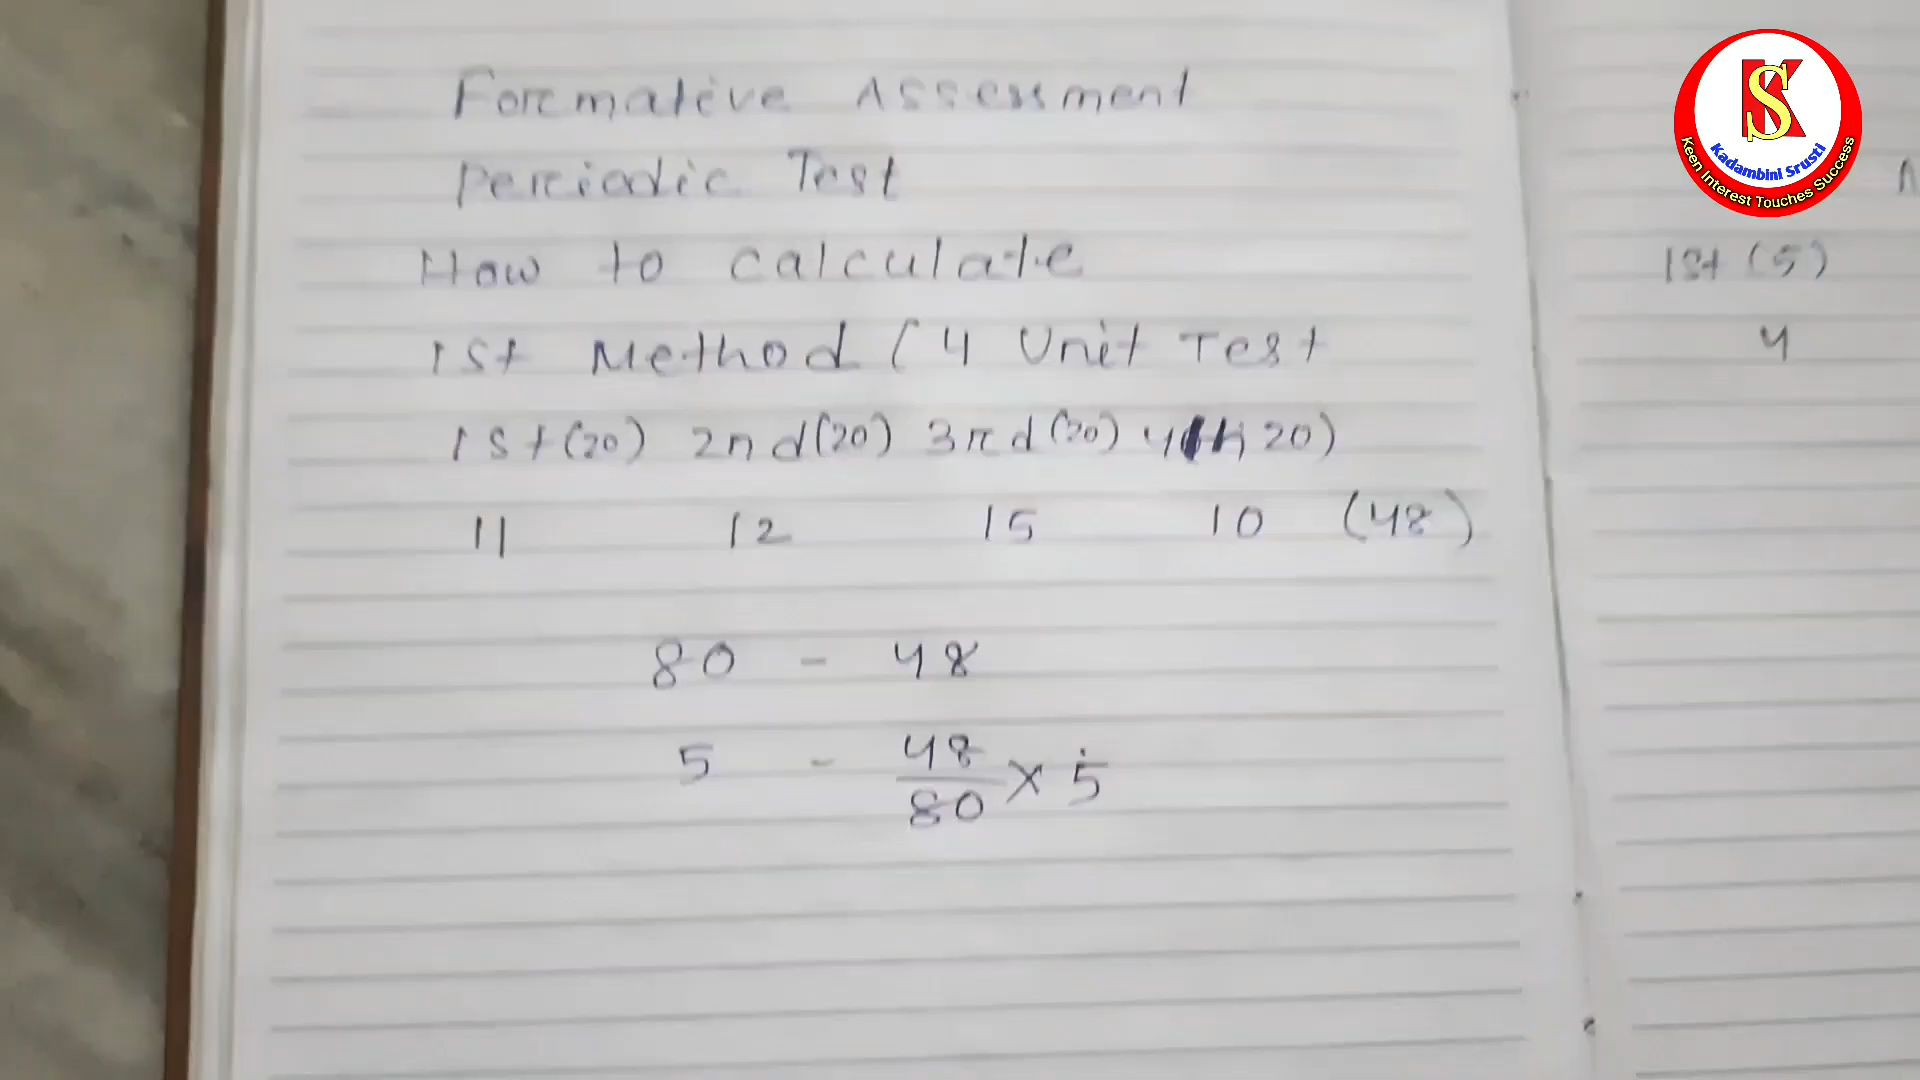 Formative Assessment
Periodic Test
How to calculate
1st Method (4 Unit Test
1st(20) 2nd(20) 3rd(20) 4th 20)
11 12 15 10 (48)
80 - 48
5 - 48/80 × 5
1st (5)
4
KS
Kadambini Srusti
Keen Interest Touches Success